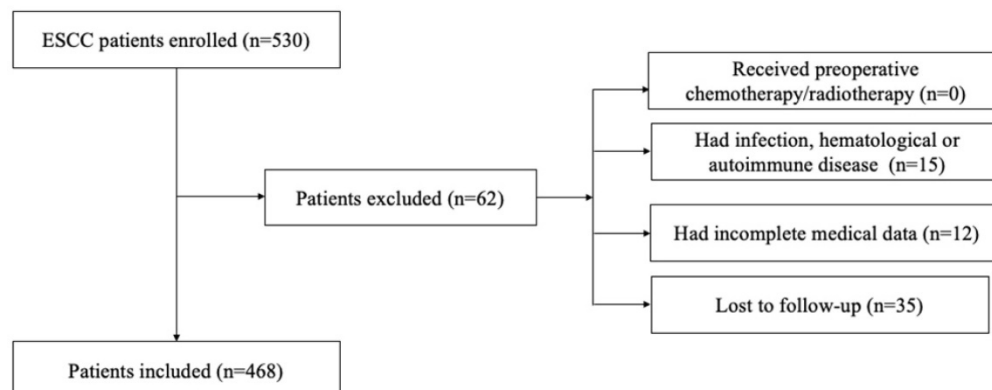 ESCC patients enrolled (n=530)
Received preoperative
chemotherapy/radiotherapy (n=0)
Had infection, hematological or
autoimmune disease (n=15)
Patients excluded (n=62)
Had incomplete medical data (n=12)
Lost to follow-up (n=35)
Patients included (n=468)